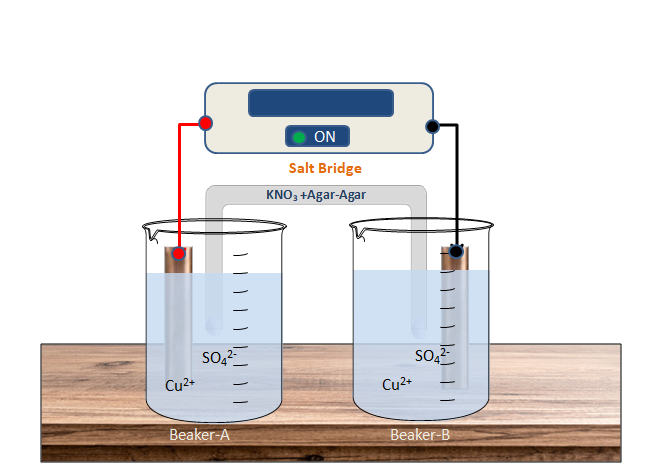 ON
Salt Bridge
KNO₃ +Agar-Agar
SO₄²⁻
Cu²⁺
SO₄²⁻
Cu²⁺
Beaker-A
Beaker-B